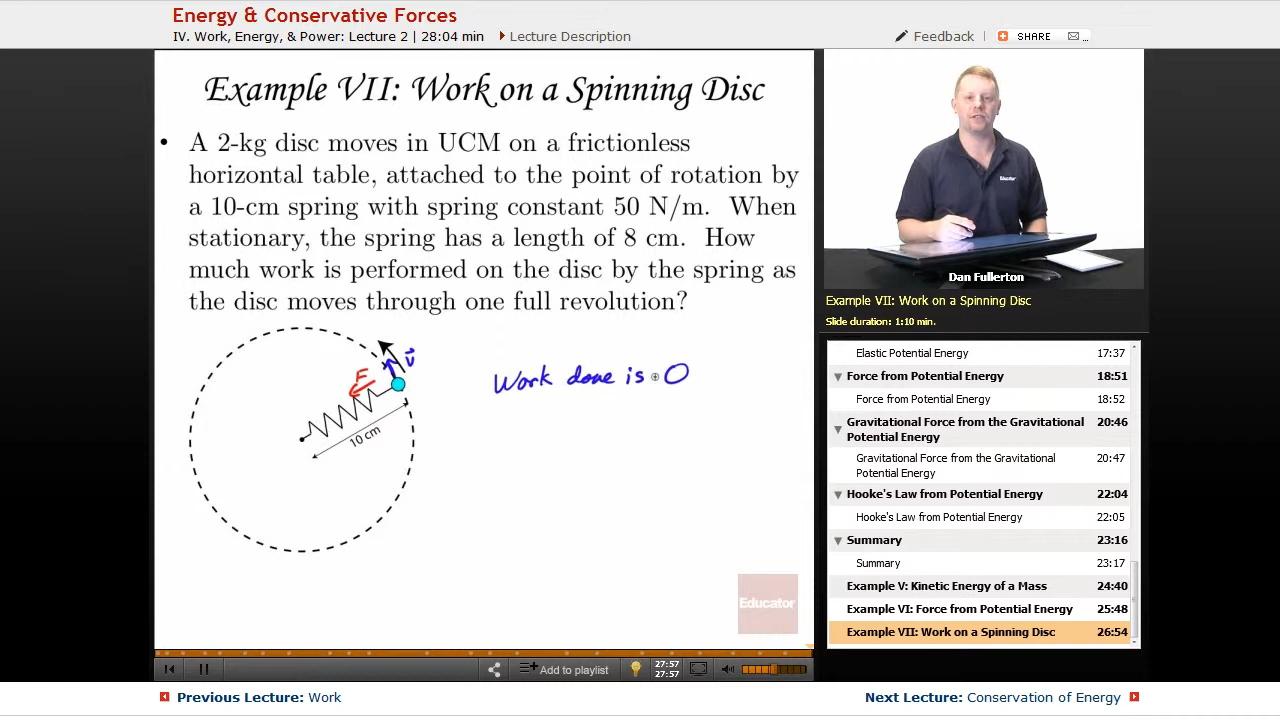 Energy & Conservative Forces
IV. Work, Energy, & Power: Lecture 2 | 28:04 min
Lecture Description
Feedback
SHARE
Example VII: Work on a Spinning Disc
• A 2-kg disc moves in UCM on a frictionless
horizontal table, attached to the point of rotation by
a 10-cm spring with spring constant 50 N/m. When
stationary, the spring has a length of 8 cm. How
much work is performed on the disc by the spring as
the disc moves through one full revolution?
F
v
10 cm
Work done is 0
Educator
Educator
Dan Fullerton
Example VII: Work on a Spinning Disc
Slide duration: 1:10 min.
Elastic Potential Energy 17:37
Force from Potential Energy 18:51
Force from Potential Energy 18:52
Gravitational Force from the Gravitational
Potential Energy 20:46
Gravitational Force from the Gravitational
Potential Energy 20:47
Hooke's Law from Potential Energy 22:04
Hooke's Law from Potential Energy 22:05
Summary 23:16
Summary 23:17
Example V: Kinetic Energy of a Mass 24:40
Example VI: Force from Potential Energy 25:48
Example VII: Work on a Spinning Disc 26:54
Add to playlist
27:57
27:57
Previous Lecture: Work
Next Lecture: Conservation of Energy